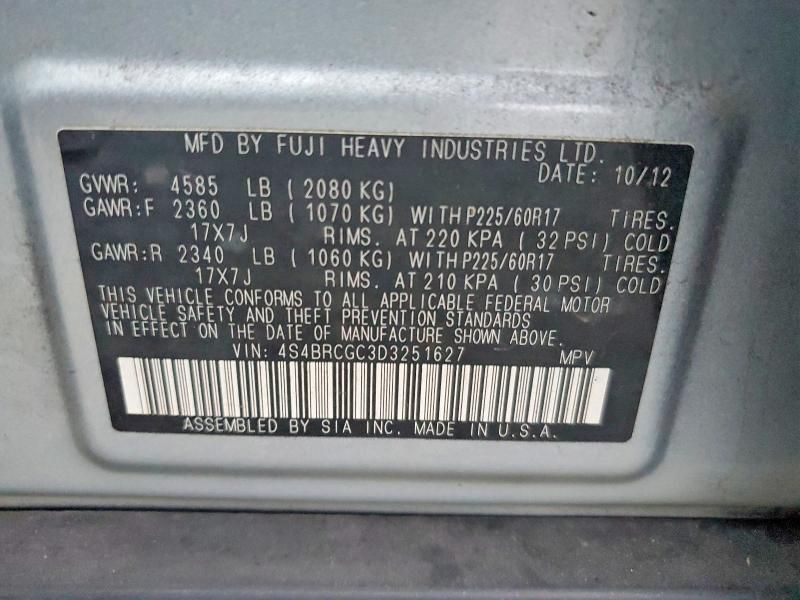 MFD BY FUJI HEAVY INDUSTRIES LTD.
DATE: 10/12
GVWR: 4585 LB ( 2080 KG)
GAWR:F 2360 LB ( 1070 KG) WITH P225/60R17 TIRES.
17X7J RIMS. AT 220 KPA ( 32 PSI) COLD
GAWR:R 2340 LB ( 1060 KG) WITH P225/60R17 TIRES.
17X7J RIMS. AT 210 KPA ( 30 PSI) COLD
THIS VEHICLE CONFORMS TO ALL APPLICABLE FEDERAL MOTOR
VEHICLE SAFETY AND THEFT PREVENTION STANDARDS
IN EFFECT ON THE DATE OF MANUFACTURE SHOWN ABOVE.
VIN: 4S4BRCGC3D3251627 MPV
ASSEMBLED BY SIA INC. MADE IN U.S.A.